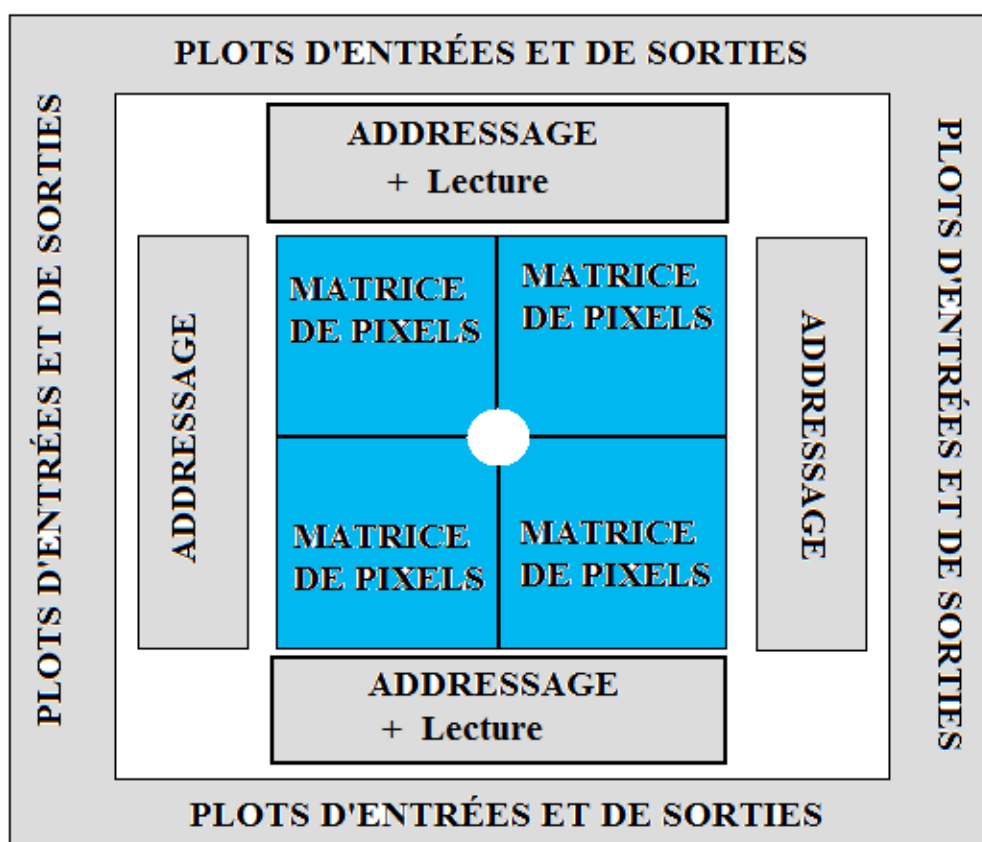 PLOTS D'ENTRÉES ET DE SORTIES
PLOTS D'ENTRÉES ET DE SORTIES
ADDRESSAGE
+ Lecture
PLOTS D'ENTRÉES ET DE SORTIES
ADDRESSAGE
MATRICE
DE PIXELS
MATRICE
DE PIXELS
ADDRESSAGE
MATRICE
DE PIXELS
MATRICE
DE PIXELS
ADDRESSAGE
+ Lecture
PLOTS D'ENTRÉES ET DE SORTIES